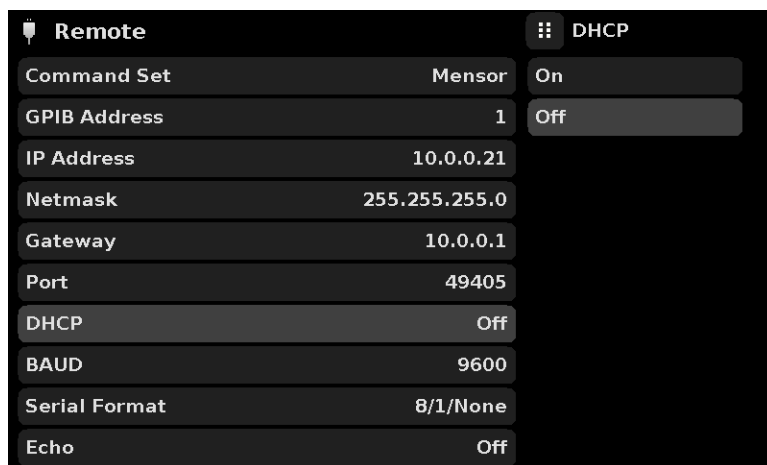 Remote
Command Set Mensor
GPIB Address 1
IP Address 10.0.0.21
Netmask 255.255.255.0
Gateway 10.0.0.1
Port 49405
DHCP Off
BAUD 9600
Serial Format 8/1/None
Echo Off
DHCP
On
Off